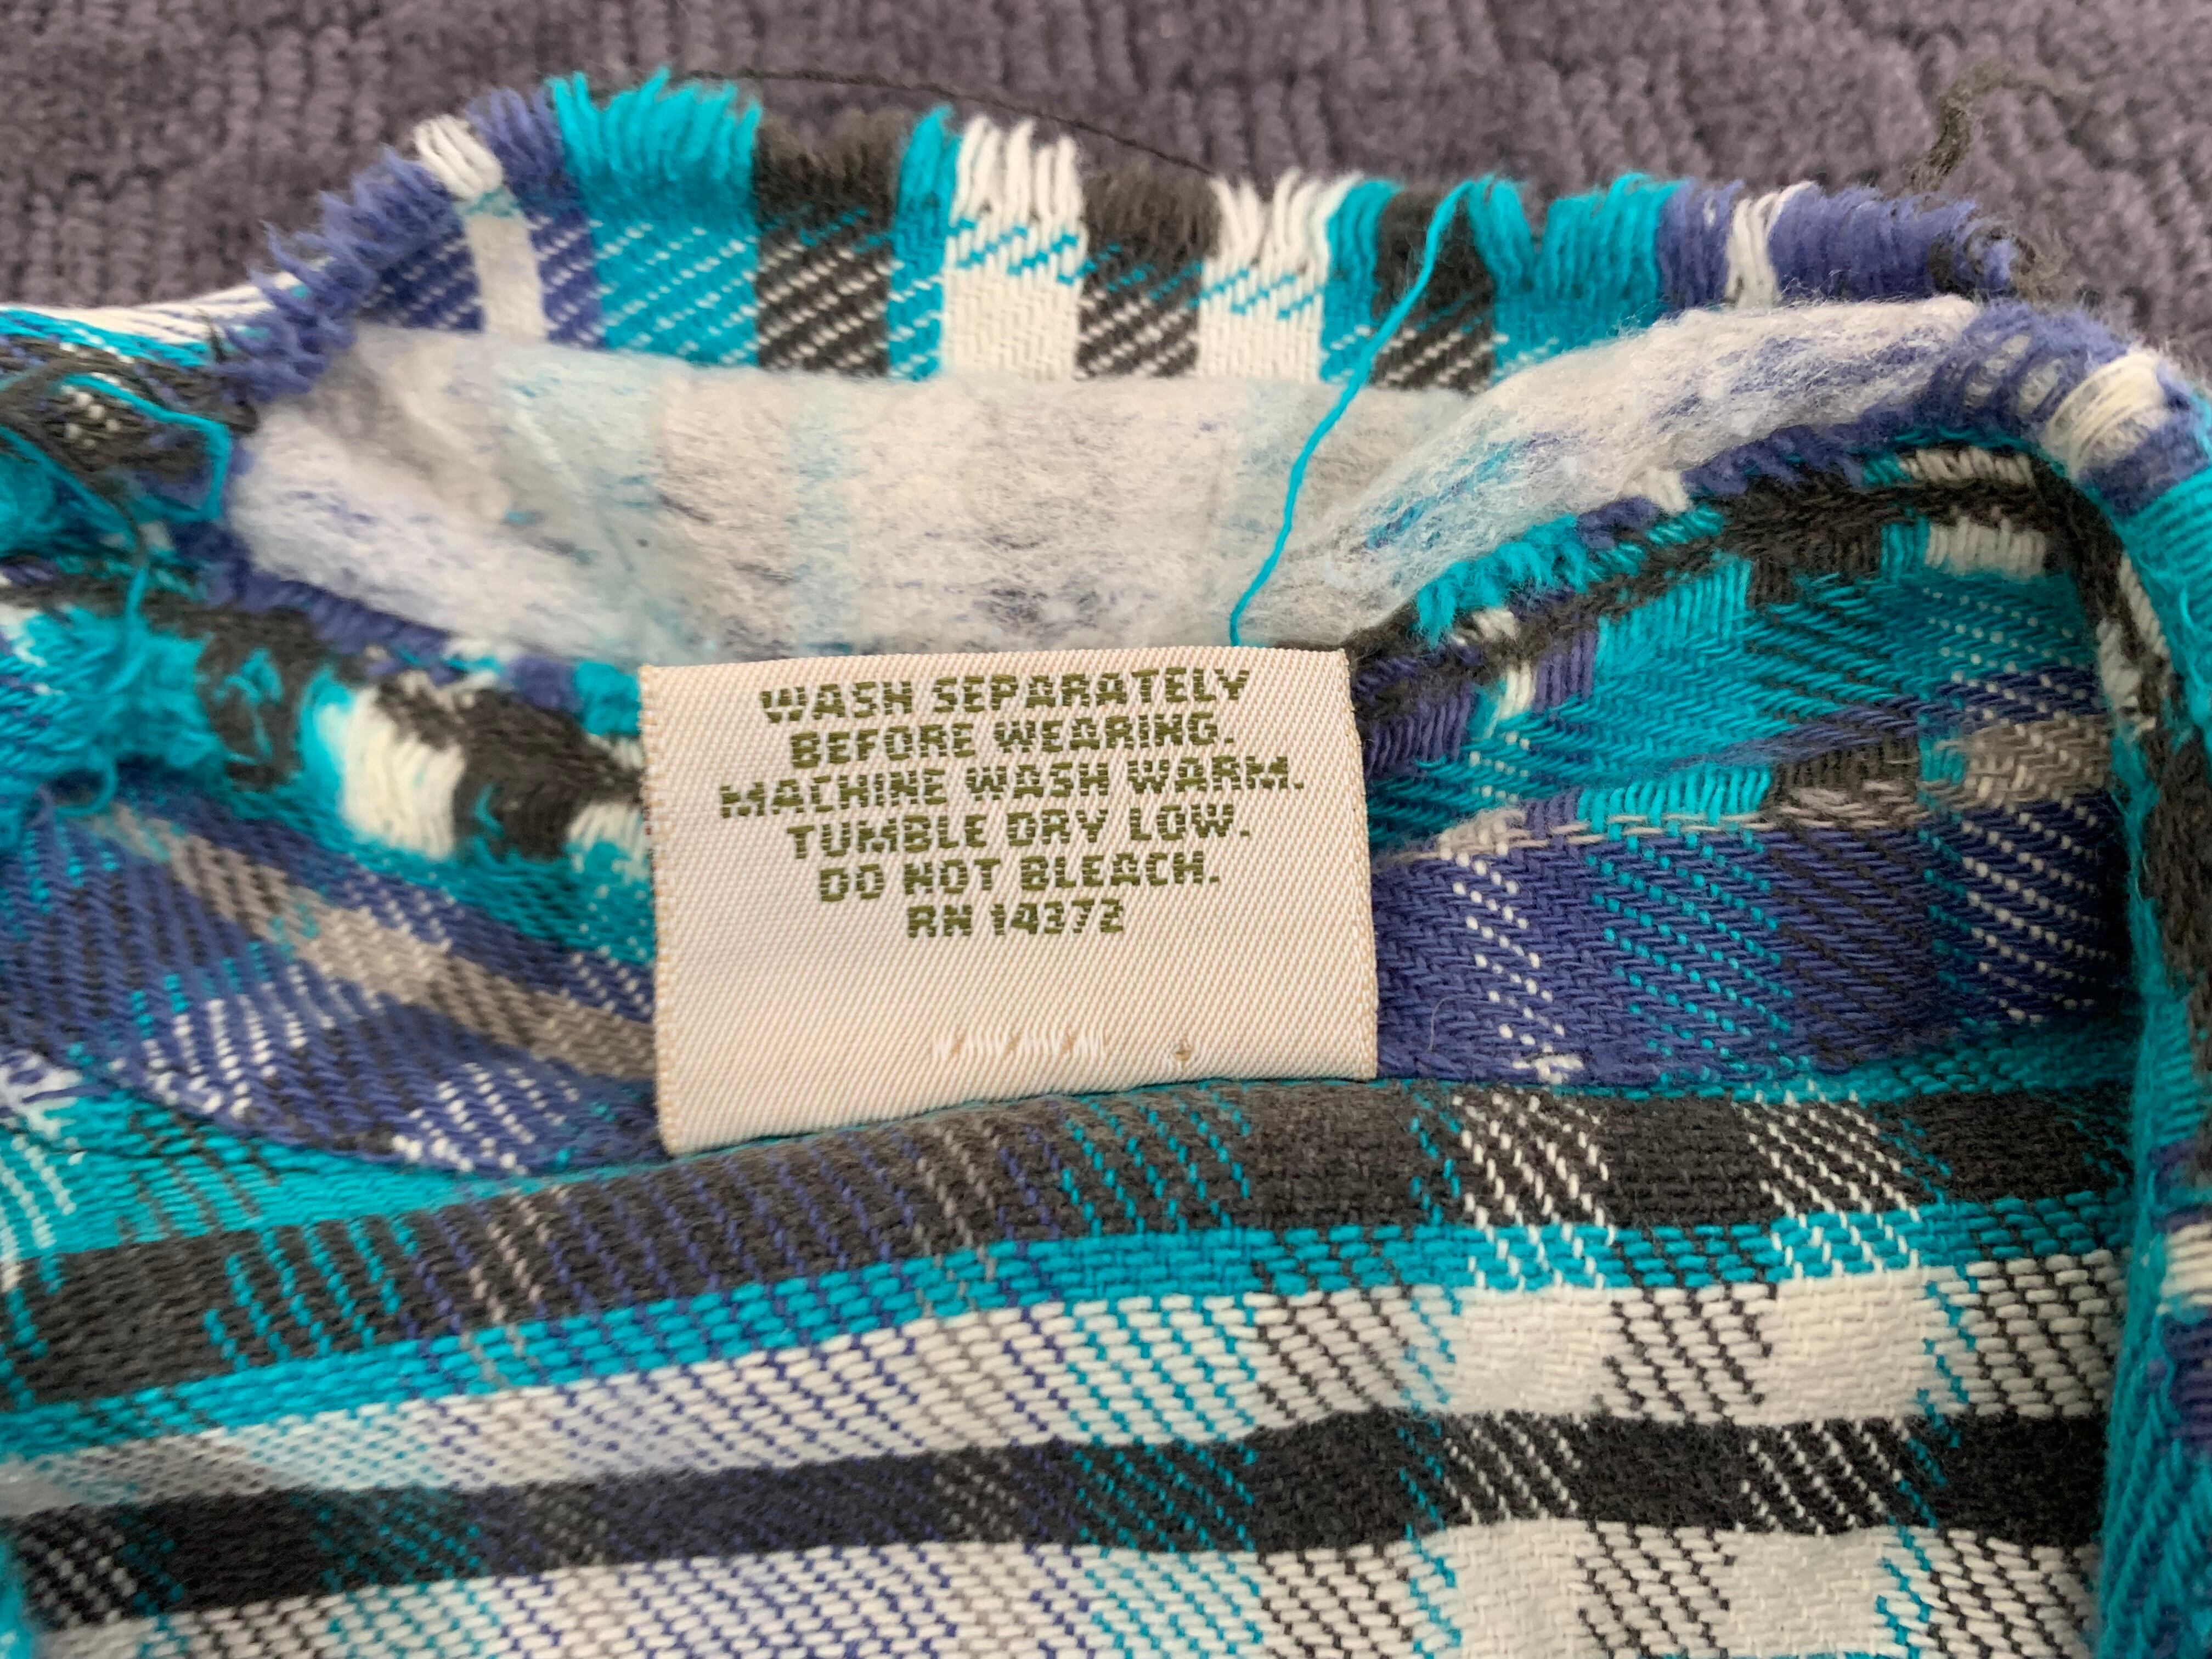 WASH SEPARATELY
BEFORE WEARING.
MACHINE WASH WARM.
TUMBLE DRY LOW.
DO NOT BLEACH.
RN 14372